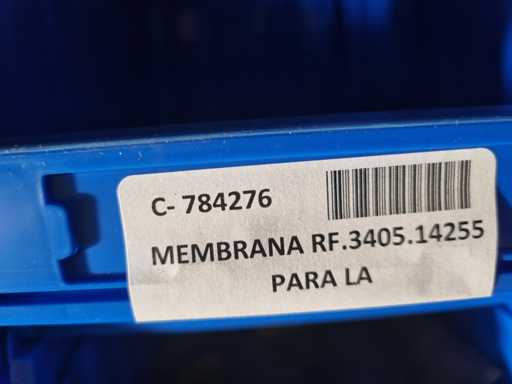 C- 784276
MEMBRANA RF.3405.14255
PARA LA